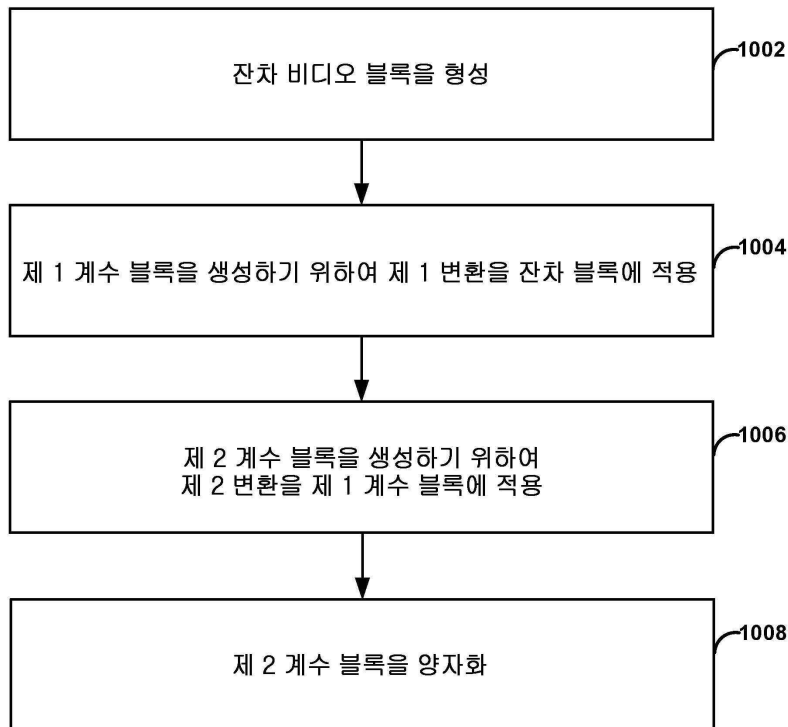 잔차 비디오 블록을 형성
1002
제 1 계수 블록을 생성하기 위하여 제 1 변환을 잔차 블록에 적용
1004
제 2 계수 블록을 생성하기 위하여
제 2 변환을 제 1 계수 블록에 적용
1006
제 2 계수 블록을 양자화
1008